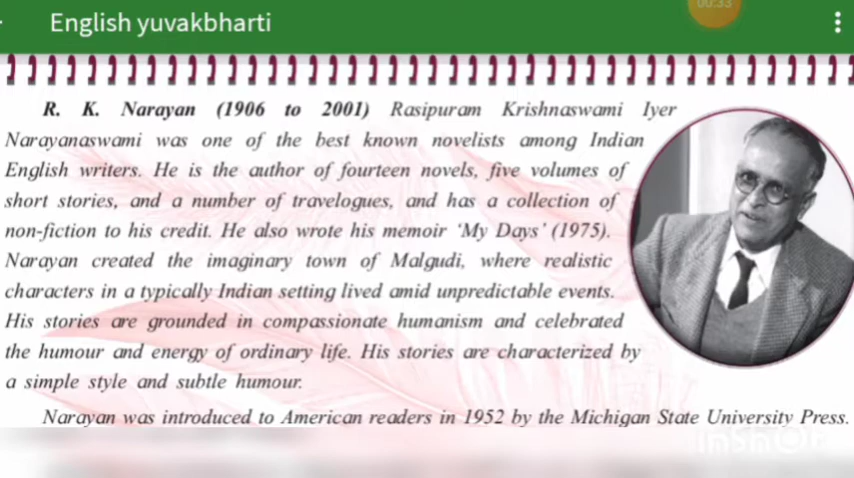 English yuvakbharti
00:33
R. K. Narayan (1906 to 2001) Rasipuram Krishnaswami Iyer
Narayanaswami was one of the best known novelists among Indian
English writers. He is the author of fourteen novels, five volumes of
short stories, and a number of travelogues, and has a collection of
non-fiction to his credit. He also wrote his memoir ‘My Days’ (1975).
Narayan created the imaginary town of Malgudi, where realistic
characters in a typically Indian setting lived amid unpredictable events.
His stories are grounded in compassionate humanism and celebrated
the humour and energy of ordinary life. His stories are characterized by
a simple style and subtle humour.
Narayan was introduced to American readers in 1952 by the Michigan State University Press.